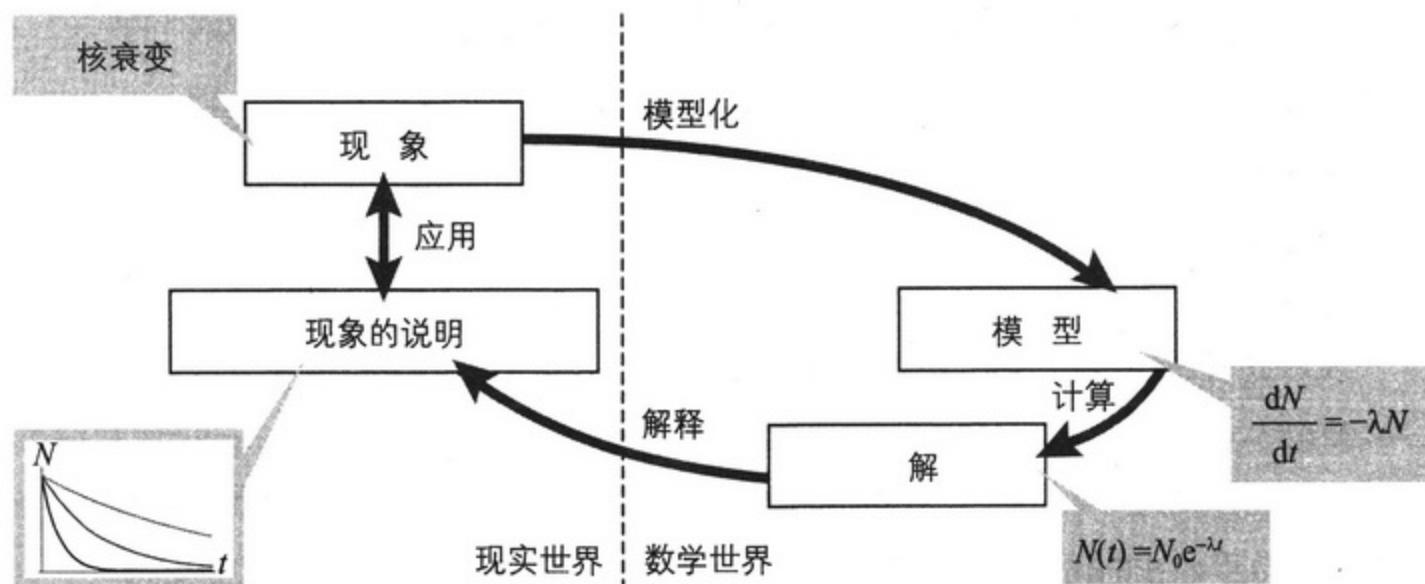 核衰变
现 象
模型化
应用
现象的说明
模 型
计算
dN/dt = -λN
解释
解
N
t
N(t) = N₀e^{-λt}
现实世界
数学世界